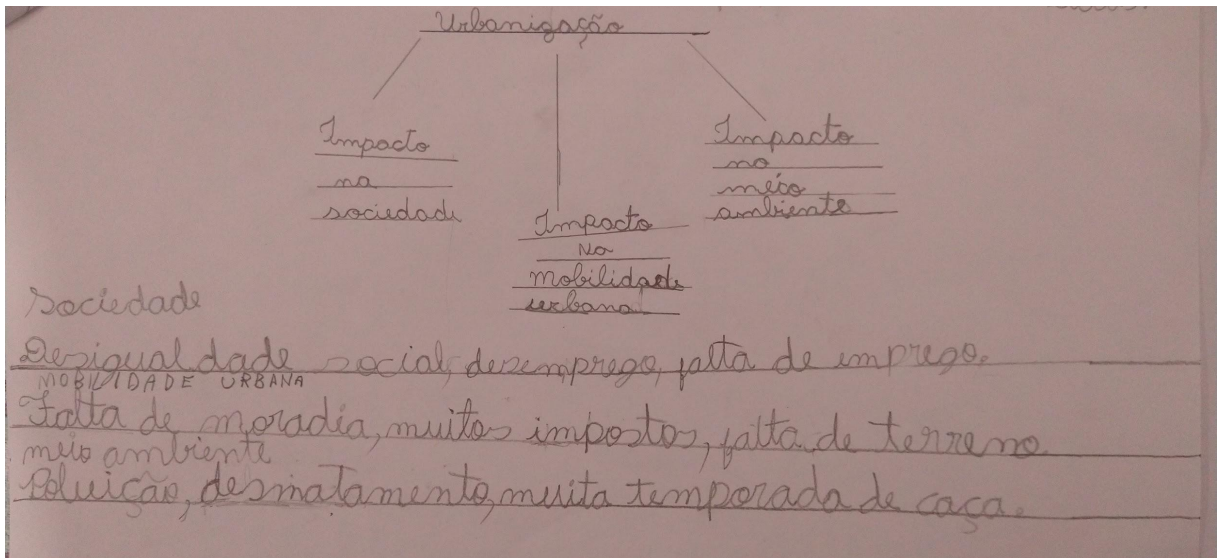 Urbanização
Impacto
na
sociedade
Impacto
na
mobilidade
urbana
Impacto
no
meio
ambiente
Sociedade
Desigualdade social, desemprego, falta de imprego.
MOBILIDADE URBANA
Falta de moradia, muitos impostos, falta de terreno
meio ambiente
Poluição, desmatamento, muita temporada de caça.